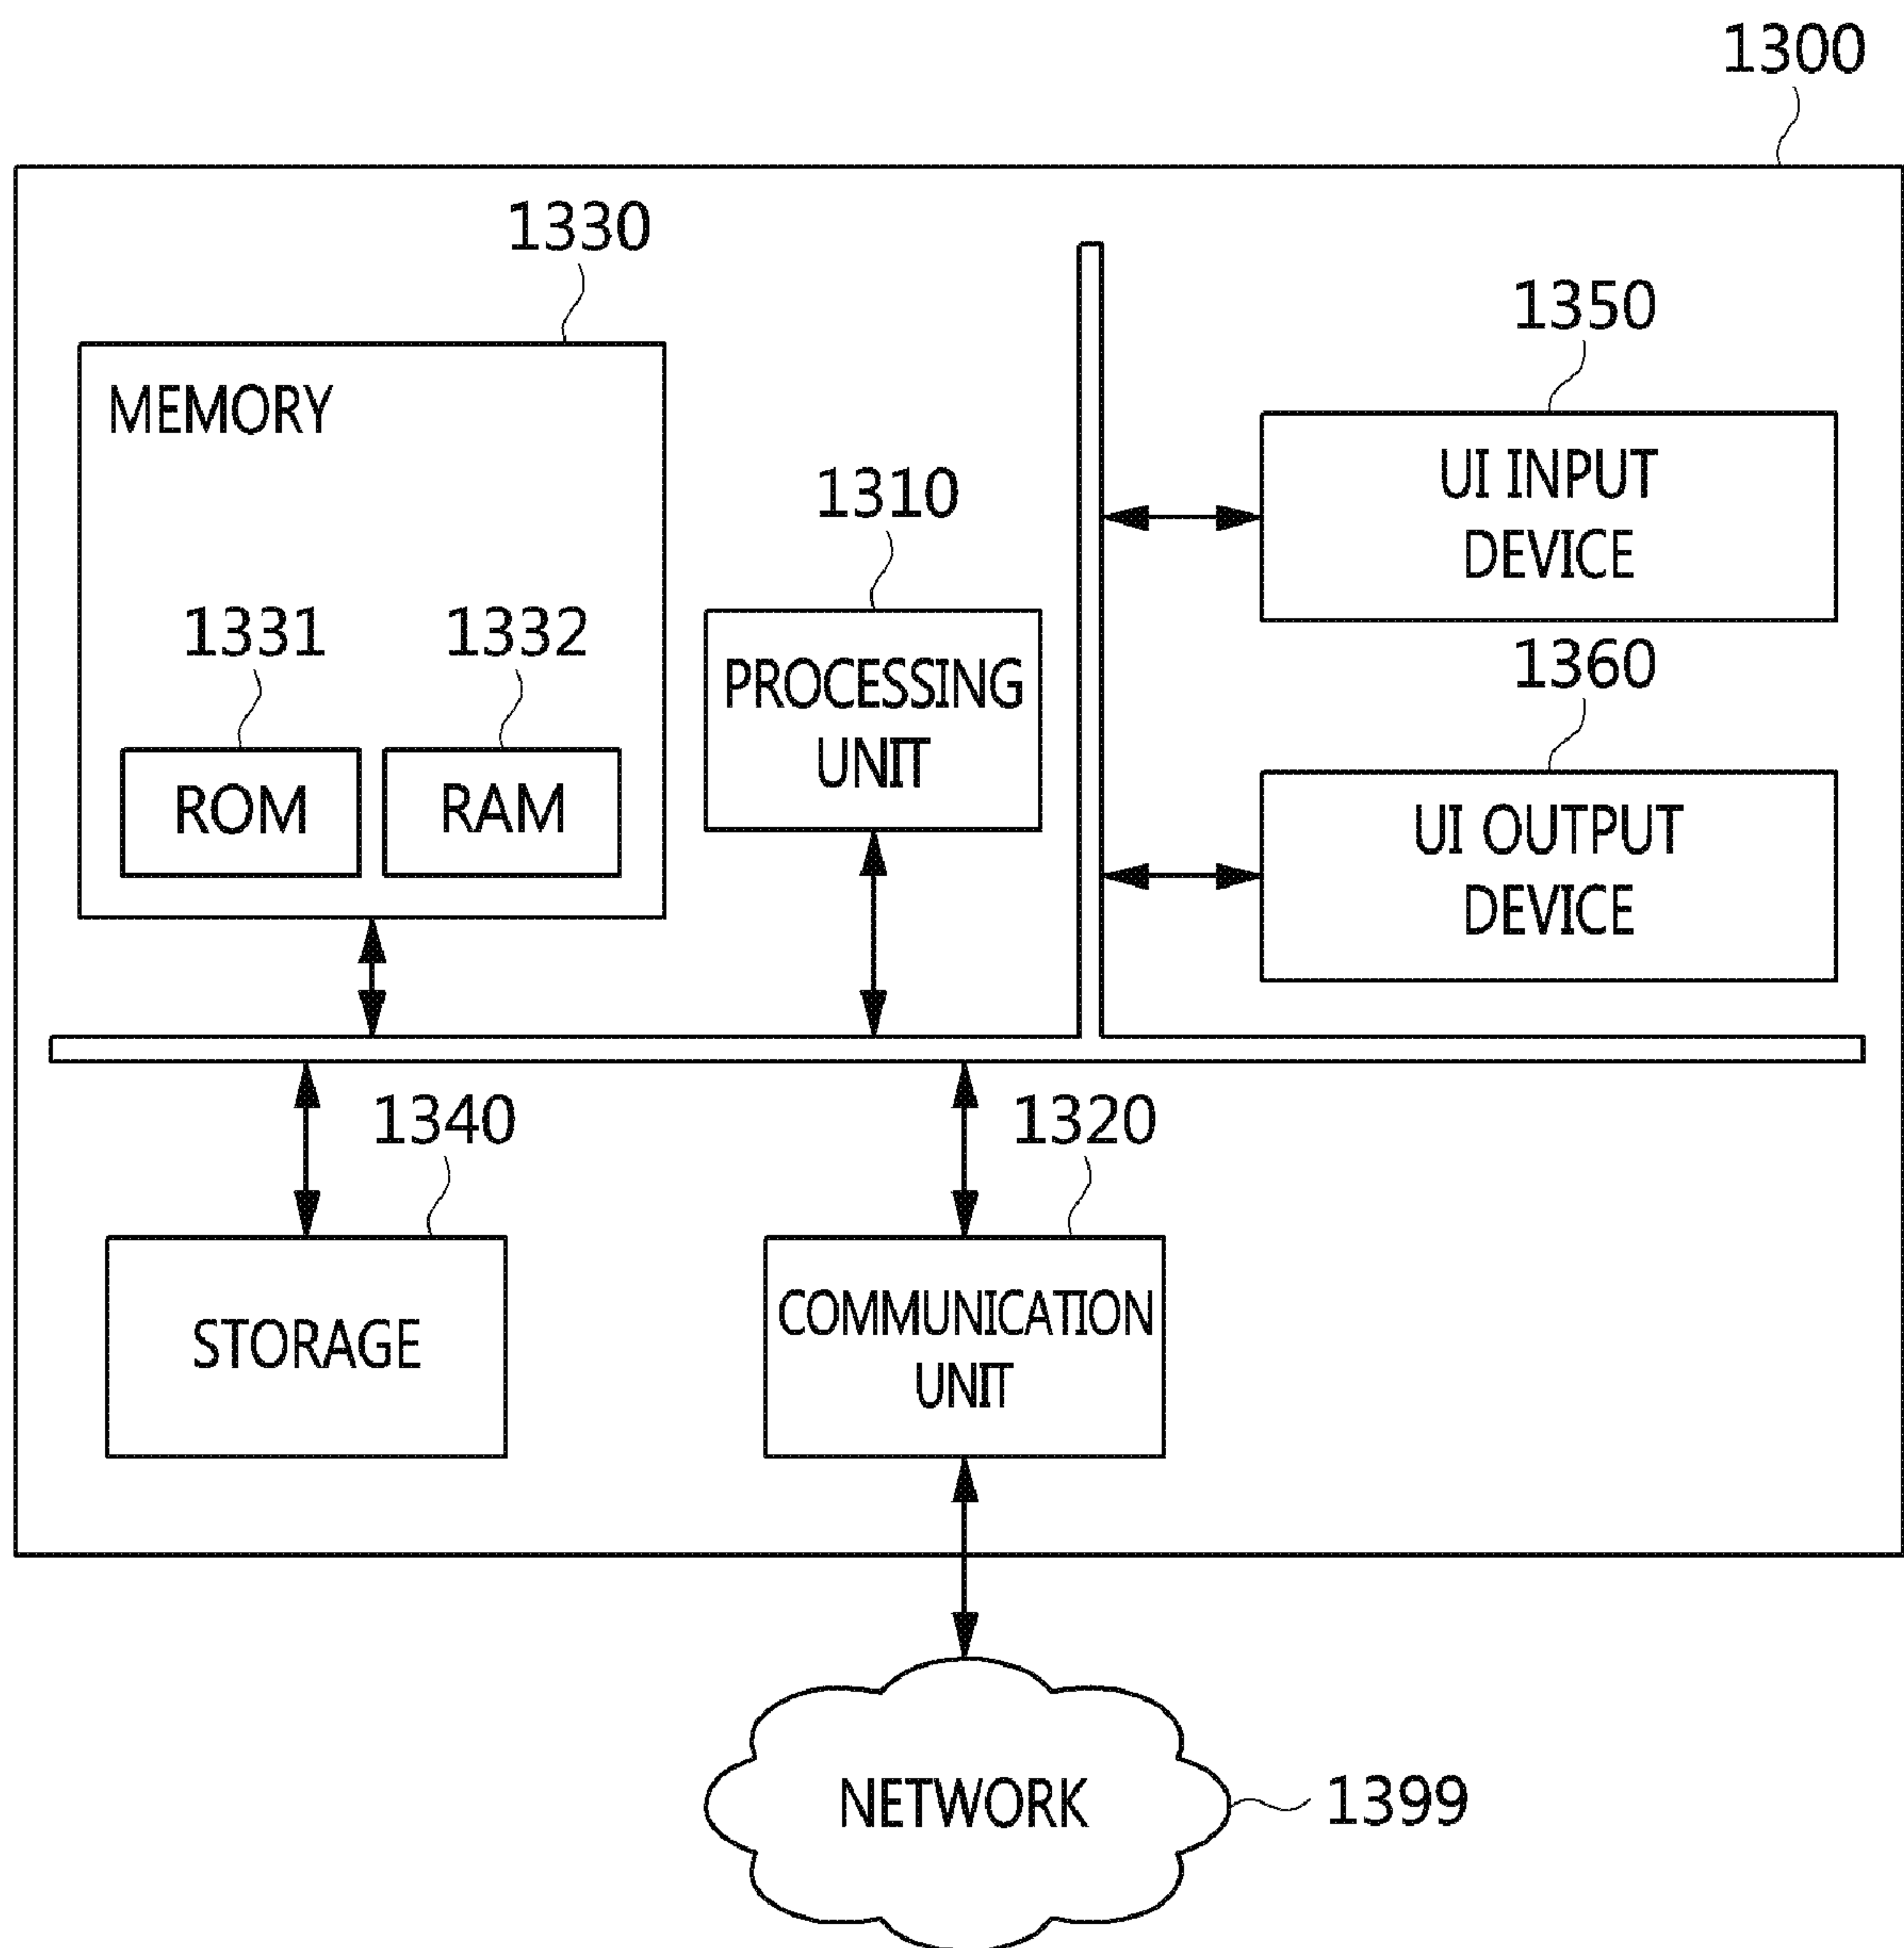 1300
1330
MEMORY
1331
1332
ROM
RAM
1310
PROCESSING
UNIT
1350
UI INPUT
DEVICE
1360
UI OUTPUT
DEVICE
1340
STORAGE
1320
COMMUNICATION
UNIT
NETWORK
1399